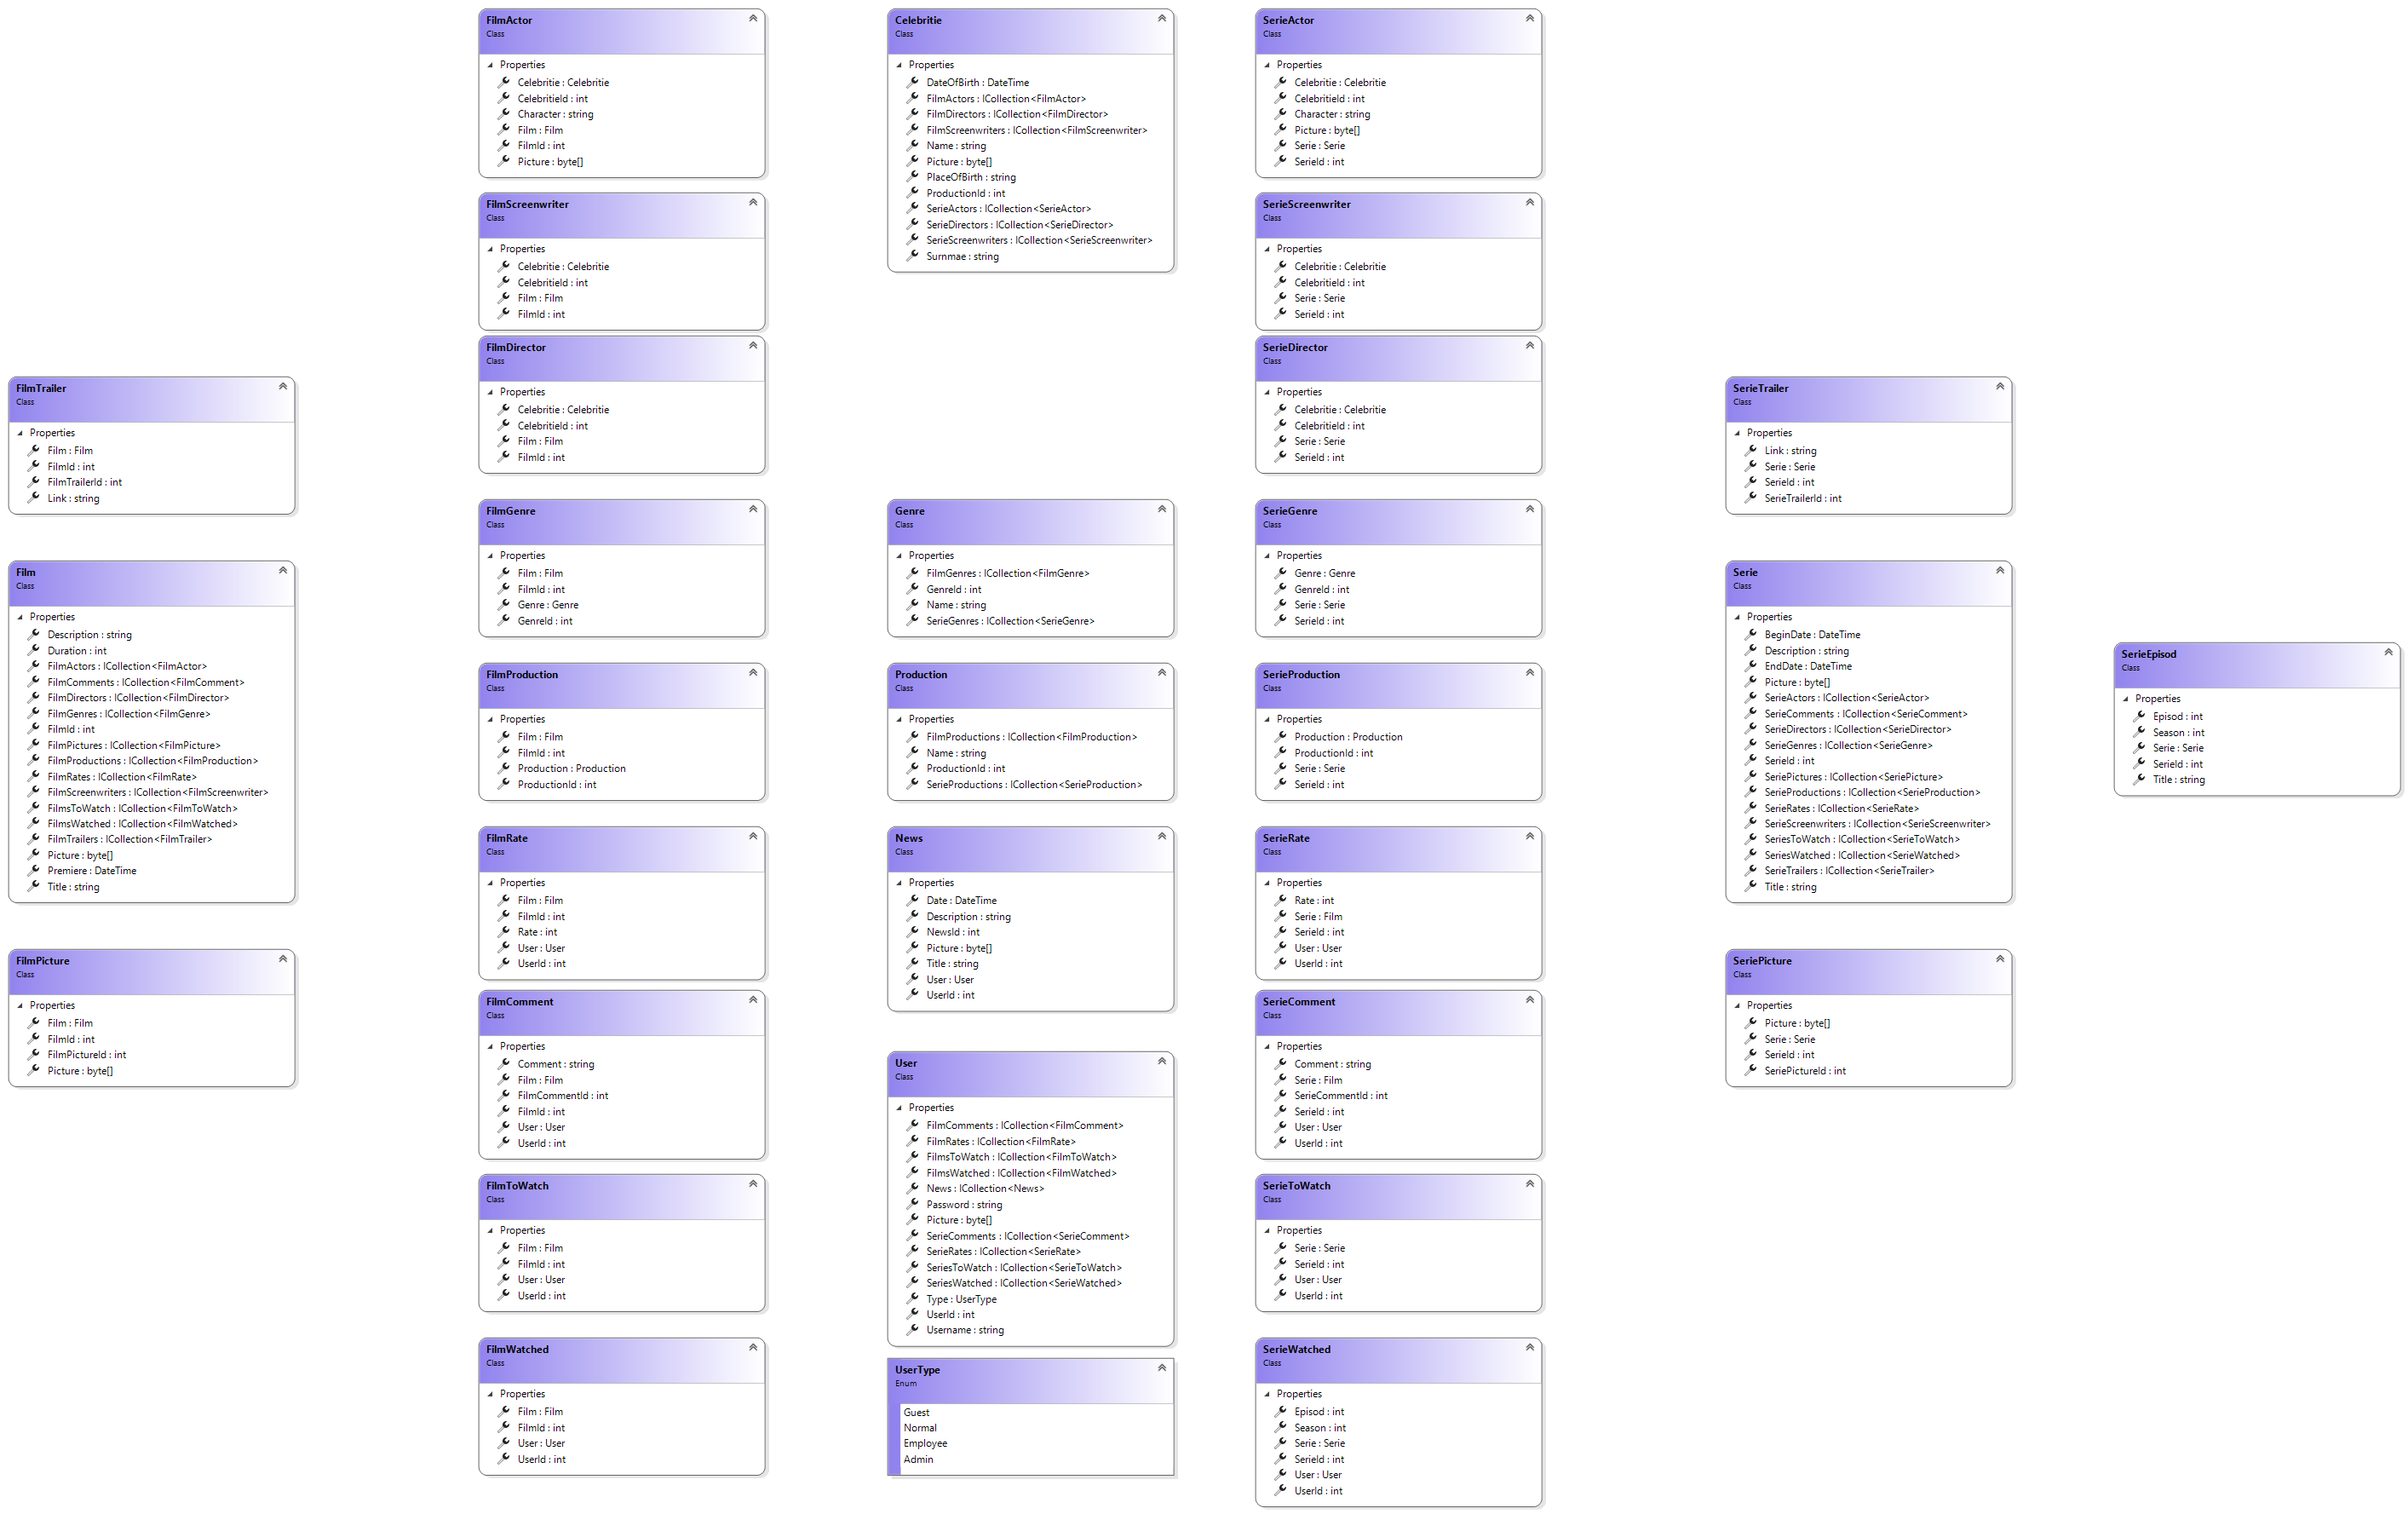 FilmActor
Class
Properties
Celebritie : Celebritie
CelebritieId : int
Character : string
Film : Film
FilmId : int
Picture : byte[]
Celebritie
Class
Properties
DateOfBirth : DateTime
FilmActors : ICollection<FilmActor>
FilmDirectors : ICollection<FilmDirector>
FilmScreenwriters : ICollection<FilmScreenwriter>
Name : string
Picture : byte[]
PlaceOfBirth : string
ProductionId : int
SerieActors : ICollection<SerieActor>
SerieDirectors : ICollection<SerieDirector>
SerieScreenwriters : ICollection<SerieScreenwriter>
Surnmae : string
SerieActor
Class
Properties
Celebritie : Celebritie
CelebritieId : int
Character : string
Picture : byte[]
Serie : Serie
SerieId : int
FilmScreenwriter
Class
Properties
Celebritie : Celebritie
CelebritieId : int
Film : Film
FilmId : int
SerieScreenwriter
Class
Properties
Celebritie : Celebritie
CelebritieId : int
Serie : Serie
SerieId : int
FilmDirector
Class
Properties
Celebritie : Celebritie
CelebritieId : int
Film : Film
FilmId : int
SerieDirector
Class
Properties
Celebritie : Celebritie
CelebritieId : int
Serie : Serie
SerieId : int
FilmTrailer
Class
Properties
Film : Film
FilmId : int
FilmTrailerId : int
Link : string
SerieTrailer
Class
Properties
Link : string
Serie : Serie
SerieId : int
SerieTrailerId : int
FilmGenre
Class
Properties
Film : Film
FilmId : int
Genre : Genre
GenreId : int
Genre
Class
Properties
FilmGenres : ICollection<FilmGenre>
GenreId : int
Name : string
SerieGenres : ICollection<SerieGenre>
SerieGenre
Class
Properties
Genre : Genre
GenreId : int
Serie : Serie
SerieId : int
Film
Class
Properties
Description : string
Duration : int
FilmActors : ICollection<FilmActor>
FilmComments : ICollection<FilmComment>
FilmDirectors : ICollection<FilmDirector>
FilmGenres : ICollection<FilmGenre>
FilmId : int
FilmPictures : ICollection<FilmPicture>
FilmProductions : ICollection<FilmProduction>
FilmRates : ICollection<FilmRate>
FilmScreenwriters : ICollection<FilmScreenwriter>
FilmsToWatch : ICollection<FilmToWatch>
FilmsWatched : ICollection<FilmWatched>
FilmTrailers : ICollection<FilmTrailer>
Picture : byte[]
Premiere : DateTime
Title : string
Serie
Class
Properties
BeginDate : DateTime
Description : string
EndDate : DateTime
Picture : byte[]
SerieActors : ICollection<SerieActor>
SerieComments : ICollection<SerieComment>
SerieDirectors : ICollection<SerieDirector>
SerieGenres : ICollection<SerieGenre>
SerieId : int
SeriePictures : ICollection<SeriePicture>
SerieProductions : ICollection<SerieProduction>
SerieRates : ICollection<SerieRate>
SerieScreenwriters : ICollection<SerieScreenwriter>
SeriesToWatch : ICollection<SerieToWatch>
SeriesWatched : ICollection<SerieWatched>
SerieTrailers : ICollection<SerieTrailer>
Title : string
SerieEpisod
Class
Properties
Episod : int
Season : int
Serie : Serie
SerieId : int
Title : string
FilmProduction
Class
Properties
Film : Film
FilmId : int
Production : Production
ProductionId : int
Production
Class
Properties
FilmProductions : ICollection<FilmProduction>
Name : string
ProductionId : int
SerieProductions : ICollection<SerieProduction>
SerieProduction
Class
Properties
Production : Production
ProductionId : int
Serie : Serie
SerieId : int
FilmRate
Class
Properties
Film : Film
FilmId : int
Rate : int
User : User
UserId : int
News
Class
Properties
Date : DateTime
Description : string
NewsId : int
Picture : byte[]
Title : string
User : User
UserId : int
SerieRate
Class
Properties
Rate : int
Serie : Film
SerieId : int
User : User
UserId : int
FilmPicture
Class
Properties
Film : Film
FilmId : int
FilmPictureId : int
Picture : byte[]
SeriePicture
Class
Properties
Picture : byte[]
Serie : Serie
SerieId : int
SeriePictureId : int
FilmComment
Class
Properties
Comment : string
Film : Film
FilmCommentId : int
FilmId : int
User : User
UserId : int
User
Class
Properties
FilmComments : ICollection<FilmComment>
FilmRates : ICollection<FilmRate>
FilmsToWatch : ICollection<FilmToWatch>
FilmsWatched : ICollection<FilmWatched>
News : ICollection<News>
Password : string
Picture : byte[]
SerieComments : ICollection<SerieComment>
SerieRates : ICollection<SerieRate>
SeriesToWatch : ICollection<SerieToWatch>
SeriesWatched : ICollection<SerieWatched>
Type : UserType
UserId : int
Username : string
SerieComment
Class
Properties
Comment : string
Serie : Film
SerieCommentId : int
SerieId : int
User : User
UserId : int
FilmToWatch
Class
Properties
Film : Film
FilmId : int
User : User
UserId : int
SerieToWatch
Class
Properties
Serie : Serie
SerieId : int
User : User
UserId : int
FilmWatched
Class
Properties
Film : Film
FilmId : int
User : User
UserId : int
UserType
Enum
Guest
Normal
Employee
Admin
SerieWatched
Class
Properties
Episod : int
Season : int
Serie : Serie
SerieId : int
User : User
UserId : int